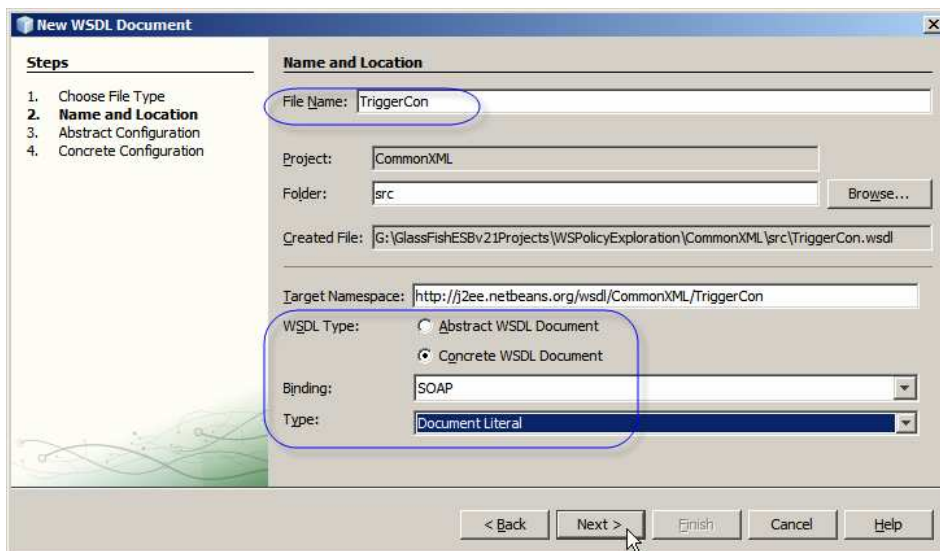 New WSDL Document
Steps
1. Choose File Type
2. Name and Location
3. Abstract Configuration
4. Concrete Configuration
Name and Location
File Name: TriggerCon
Project: CommonXML
Folder: src Browse...
Created File: G:\GlassFishESBv21Projects\WSPolicyExploration\CommonXML\src\TriggerCon.wsdl
Target Namespace: http://j2ee.netbeans.org/wsdl/CommonXML/TriggerCon
WSDL Type: Abstract WSDL Document
Concrete WSDL Document
Binding: SOAP
Type: Document Literal
< Back Next > Finish Cancel Help